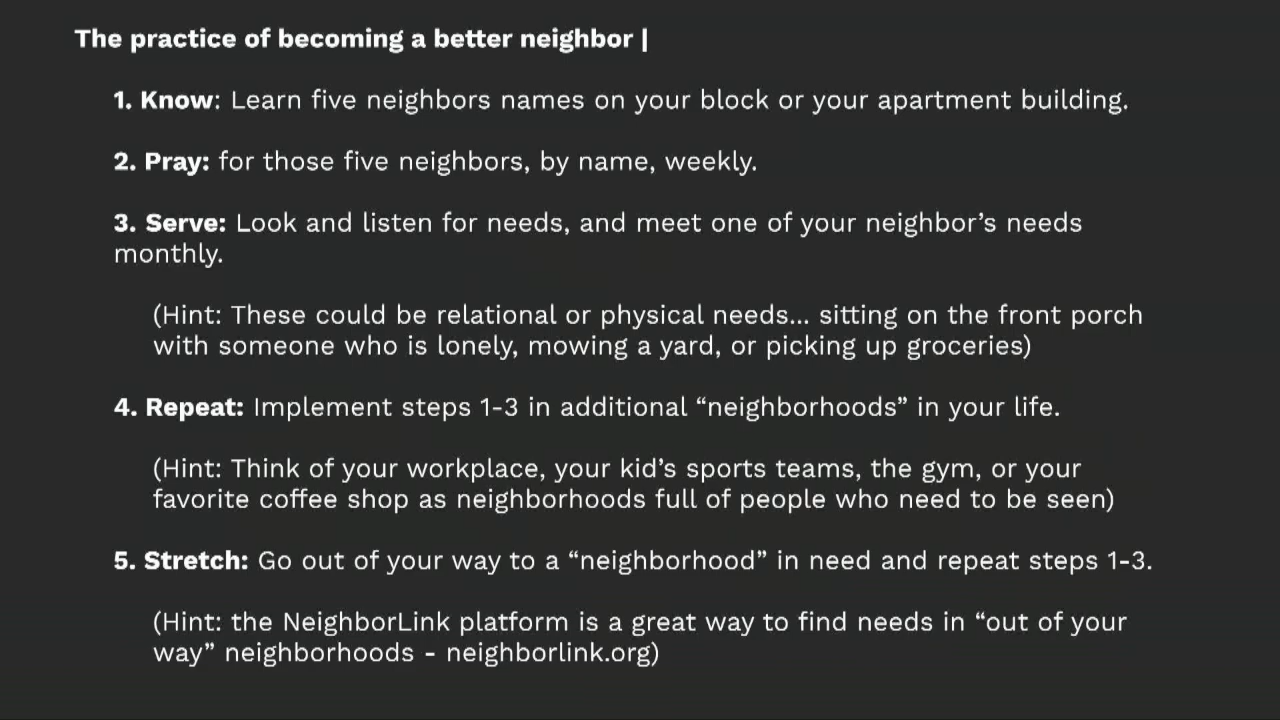 The practice of becoming a better neighbor |
1. Know: Learn five neighbors names on your block or your apartment building.
2. Pray: for those five neighbors, by name, weekly.
3. Serve: Look and listen for needs, and meet one of your neighbor’s needs
monthly.
(Hint: These could be relational or physical needs... sitting on the front porch
with someone who is lonely, mowing a yard, or picking up groceries)
4. Repeat: Implement steps 1-3 in additional “neighborhoods” in your life.
(Hint: Think of your workplace, your kid’s sports teams, the gym, or your
favorite coffee shop as neighborhoods full of people who need to be seen)
5. Stretch: Go out of your way to a “neighborhood” in need and repeat steps 1-3.
(Hint: the NeighborLink platform is a great way to find needs in “out of your
way” neighborhoods - neighborlink.org)